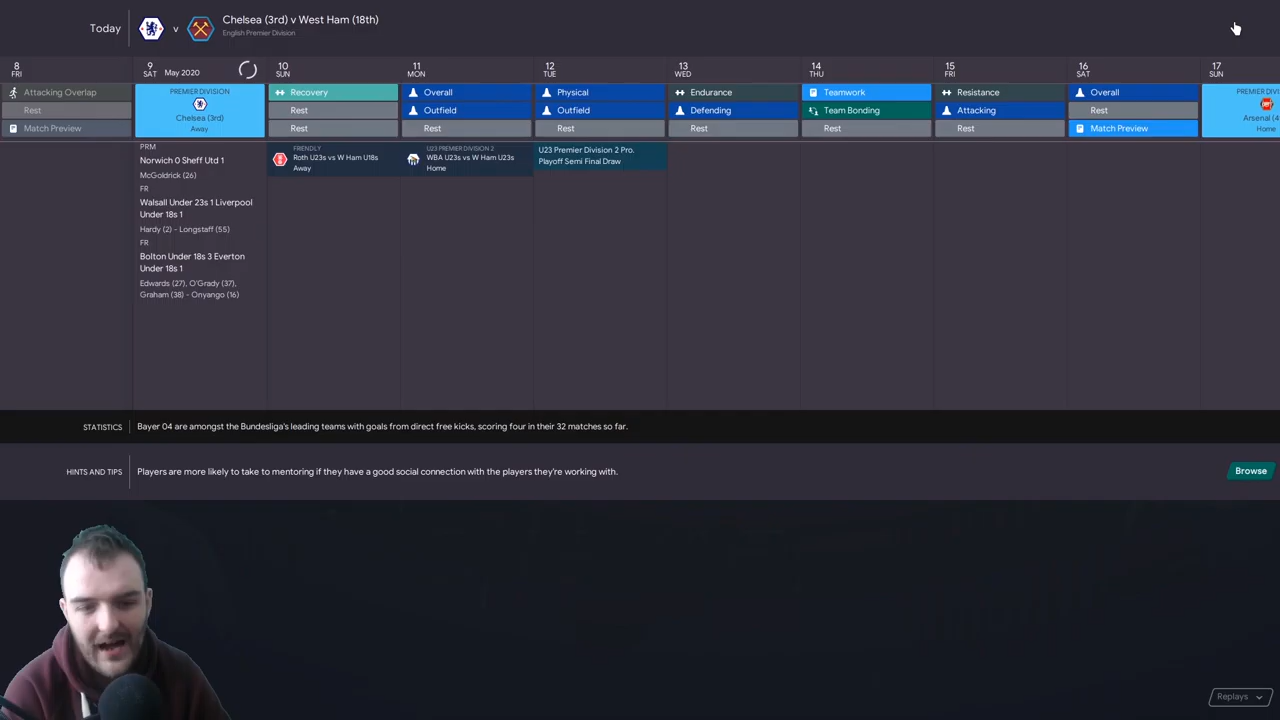 Today
v
Chelsea (3rd) v West Ham (18th)
English Premier Division
8
FRI
9
SAT May 2020
10
SUN
11
MON
12
TUE
13
WED
14
THU
15
FRI
16
SAT
17
SUN
Attacking Overlap
Rest
Match Preview
PREMIER DIVISION
Chelsea (3rd)
Away
Recovery
Rest
Rest
Overall
Outfield
Rest
Physical
Outfield
Rest
Endurance
Defending
Rest
Teamwork
Team Bonding
Rest
Resistance
Attacking
Rest
Overall
Rest
Match Preview
PREMIER DIVI
Arsenal (4
Home
PRM
Norwich 0 Sheff Utd 1
McGoldrick (26)
FR
Walsall Under 23s 1 Liverpool
Under 18s 1
Hardy (2) - Longstaff (55)
FR
Bolton Under 18s 3 Everton
Under 18s 1
Edwards (27), O'Grady (37),
Graham (38) - Onyango (16)
FRIENDLY
Roth U23s vs W Ham U18s
Away
U23 PREMIER DIVISION 2
WBA U23s vs W Ham U23s
Home
U23 Premier Division 2 Pro.
Playoff Semi Final Draw
STATISTICS
Bayer 04 are amongst the Bundesliga's leading teams with goals from direct free kicks, scoring four in their 32 matches so far.
HINTS AND TIPS
Players are more likely to take to mentoring if they have a good social connection with the players they're working with.
Browse
Replays